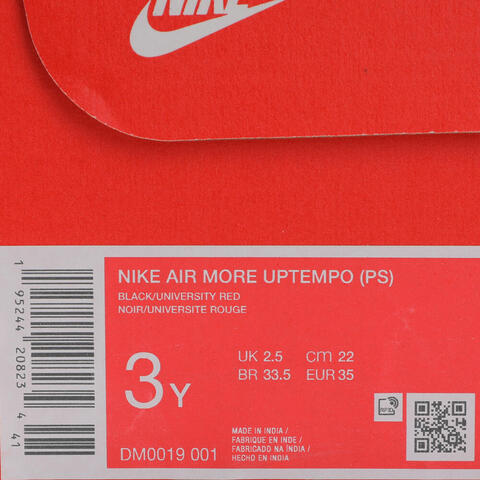 NIKE
NIKE AIR MORE UPTEMPO (PS)
BLACK/UNIVERSITY RED
NOIR/UNIVERSITE ROUGE
3Y
UK 2.5 cm 22
BR 33.5 EUR 35
MADE IN INDIA/
FABRIQUE EN INDE/
FABRICADO NA ÍNDIA/
HECHO EN INDIA
DM0019 001
RFID
1 95244 20823 4 41